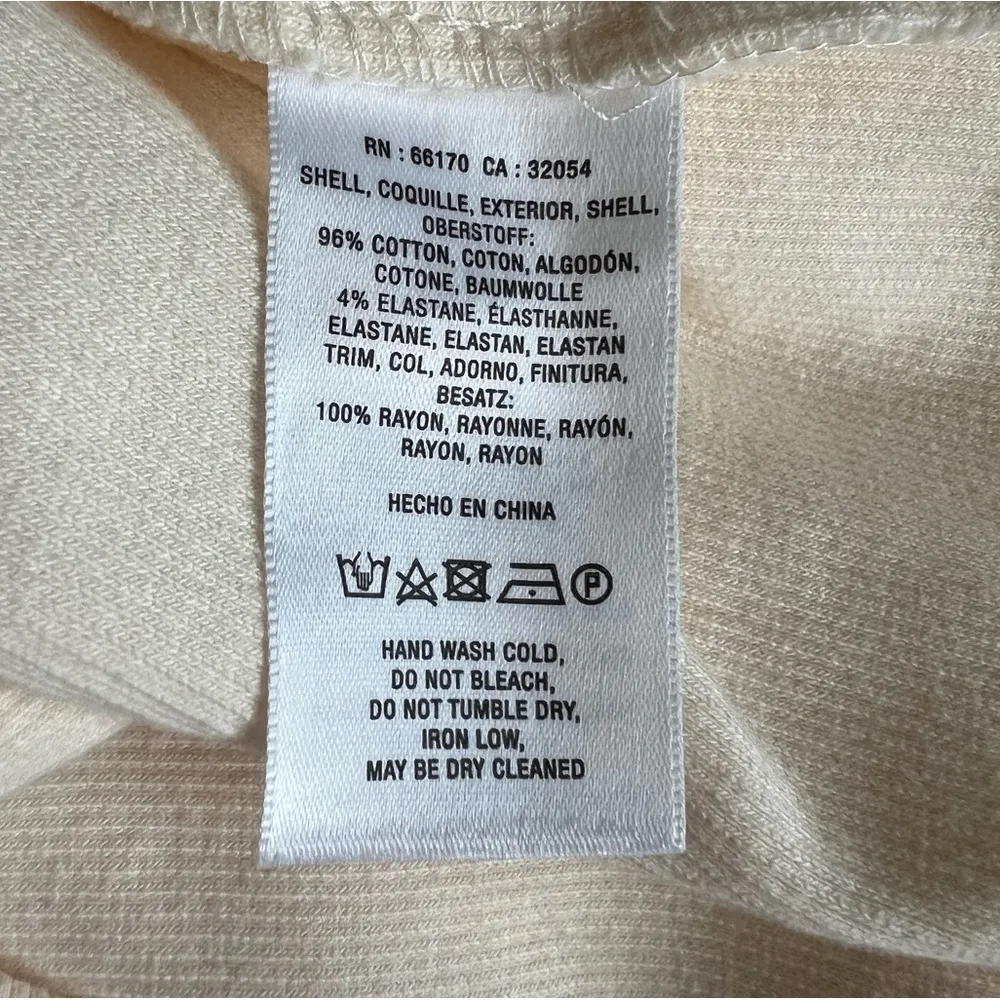 RN : 66170 CA : 32054
SHELL, COQUILLE, EXTERIOR, SHELL,
OBERSTOFF:
96% COTTON, COTON, ALGODÓN,
COTONE, BAUMWOLLE
4% ELASTANE, ÉLASTHANNE,
ELASTANE, ELASTAN, ELASTAN
TRIM, COL, ADORNO, FINITURA,
BESATZ:
100% RAYON, RAYONNE, RAYÓN,
RAYON, RAYON
HECHO EN CHINA
P
HAND WASH COLD,
DO NOT BLEACH,
DO NOT TUMBLE DRY,
IRON LOW,
MAY BE DRY CLEANED